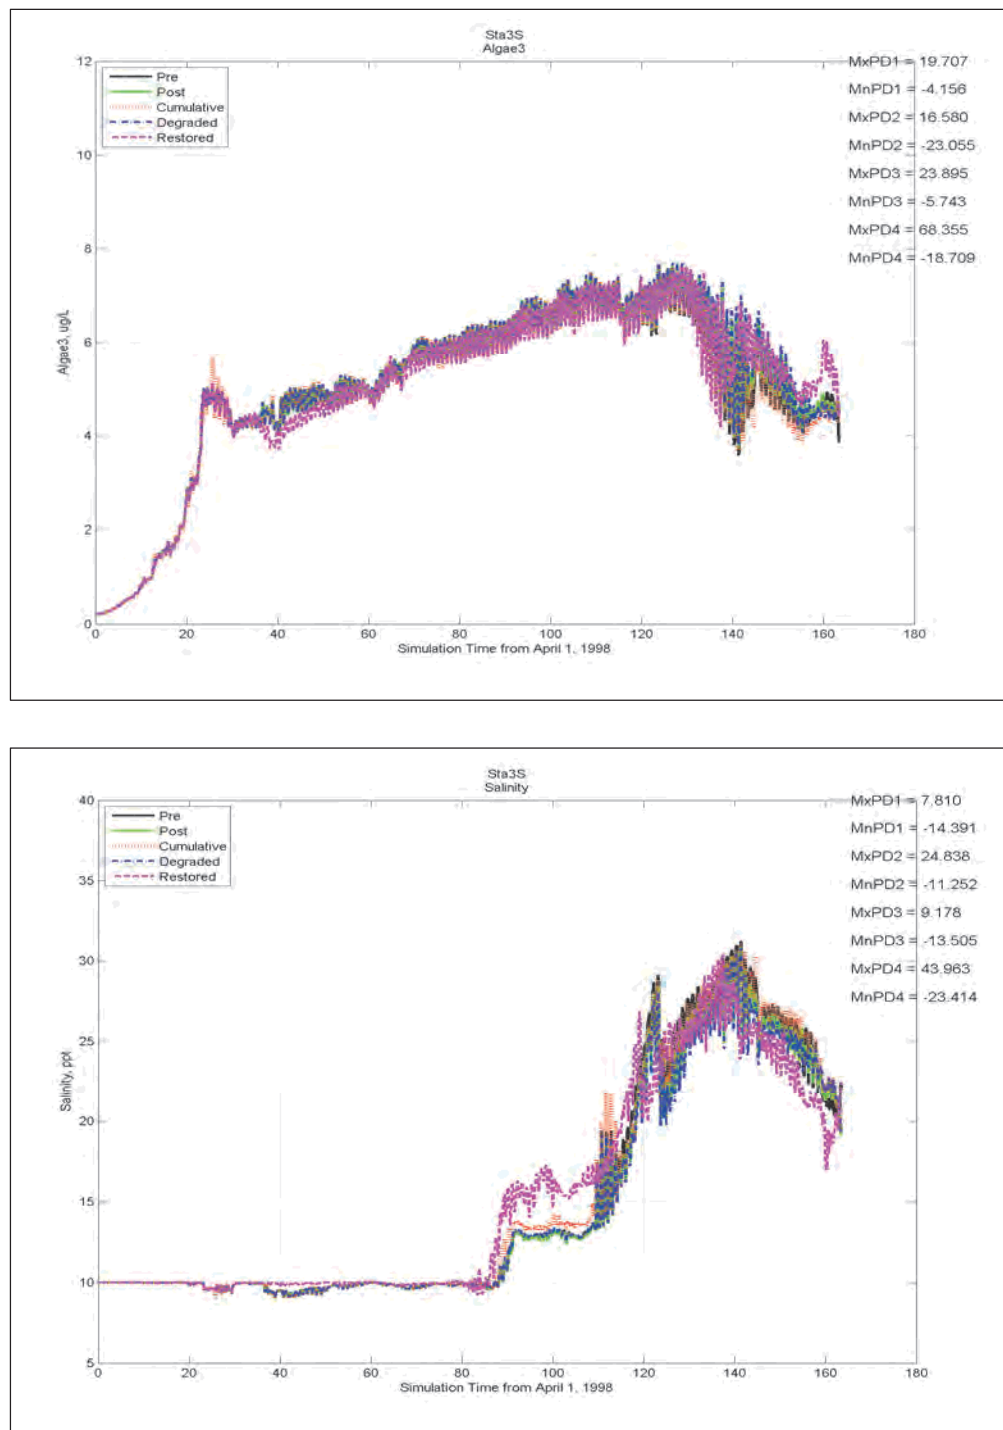 Sta3S
Algae3
12
10
8
6
4
2
0
Algae3, ug/L
Pre
Post
Cumulative
Degraded
Restored
MxPD1 = 19.707
MnPD1 = -4.156
MxPD2 = 16.580
MnPD2 = -23.055
MxPD3 = 23.895
MnPD3 = -5.743
MxPD4 = 68.355
MnPD4 = -18.709
0 20 40 60 80 100 120 140 160 180
Simulation Time from April 1, 1998
Sta3S
Salinity
40
35
30
25
20
15
10
5
Salinity, ppt
Pre
Post
Cumulative
Degraded
Restored
MxPD1 = 7.810
MnPD1 = -14.391
MxPD2 = 24.838
MnPD2 = -11.252
MxPD3 = 9.178
MnPD3 = -13.505
MxPD4 = 43.963
MnPD4 = -23.414
0 20 40 60 80 100 120 140 160 180
Simulation Time from April 1, 1998